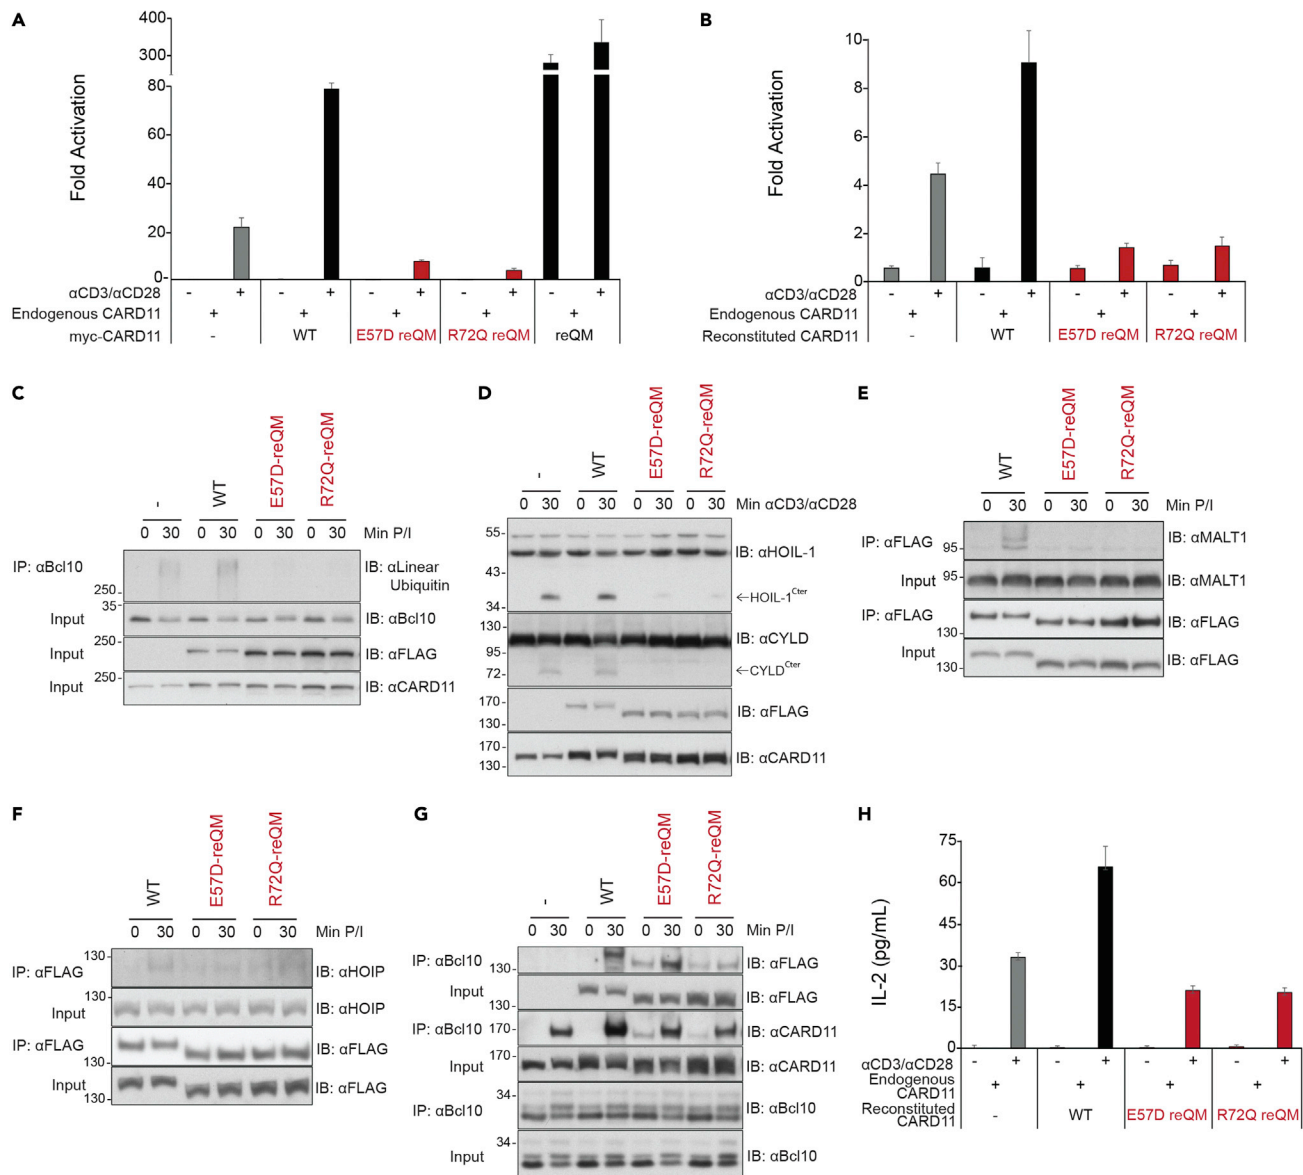 A
400
300
80
60
40
20
0
Fold Activation
αCD3/αCD28 - + - + - + - + - +
Endogenous CARD11 + + + + +
myc-CARD11 - WT E57D reQM R72Q reQM reQM
B
10
8
6
4
2
0
Fold Activation
αCD3/αCD28 - + - + - + - +
Endogenous CARD11 + + + +
Reconstituted CARD11 - WT E57D reQM R72Q reQM
C
- WT E57D-reQM R72Q-reQM
0 30 0 30 0 30 0 30 Min P/I
IP: αBcl10 IB: αLinear
250 Ubiquitin
35
Input IB: αBcl10
250
Input IB: αFLAG
250
Input IB: αCARD11
D
- WT E57D-reQM R72Q-reQM
0 30 0 30 0 30 0 30 Min αCD3/αCD28
55
IB: αHOIL-1
43
←HOIL-1Cter
34
130
IB: αCYLD
95
72 ←CYLDCter
170
IB: αFLAG
130
170
IB: αCARD11
130
E
WT E57D-reQM R72Q-reQM
0 30 0 30 0 30 Min P/I
IP: αFLAG IB: αMALT1
95
95
Input IB: αMALT1
IP: αFLAG IB: αFLAG
130
Input IB: αFLAG
130
F
WT E57D-reQM R72Q-reQM
0 30 0 30 0 30 Min P/I
130
IP: αFLAG IB: αHOIP
130
Input IB: αHOIP
IP: αFLAG IB: αFLAG
130
Input IB: αFLAG
130
G
- WT E57D-reQM R72Q-reQM
0 30 0 30 0 30 0 30 Min P/I
IP: αBcl10 IB: αFLAG
130
Input IB: αFLAG
130
IP: αBcl10 170 IB: αCARD11
170
Input IB: αCARD11
34
IP: αBcl10 IB: αBcl10
34
Input IB: αBcl10
H
75
60
45
30
15
0
IL-2 (pg/mL)
αCD3/αCD28 - + - + - + - +
Endogenous
CARD11 + + + +
Reconstituted
CARD11 - WT E57D reQM R72Q reQM